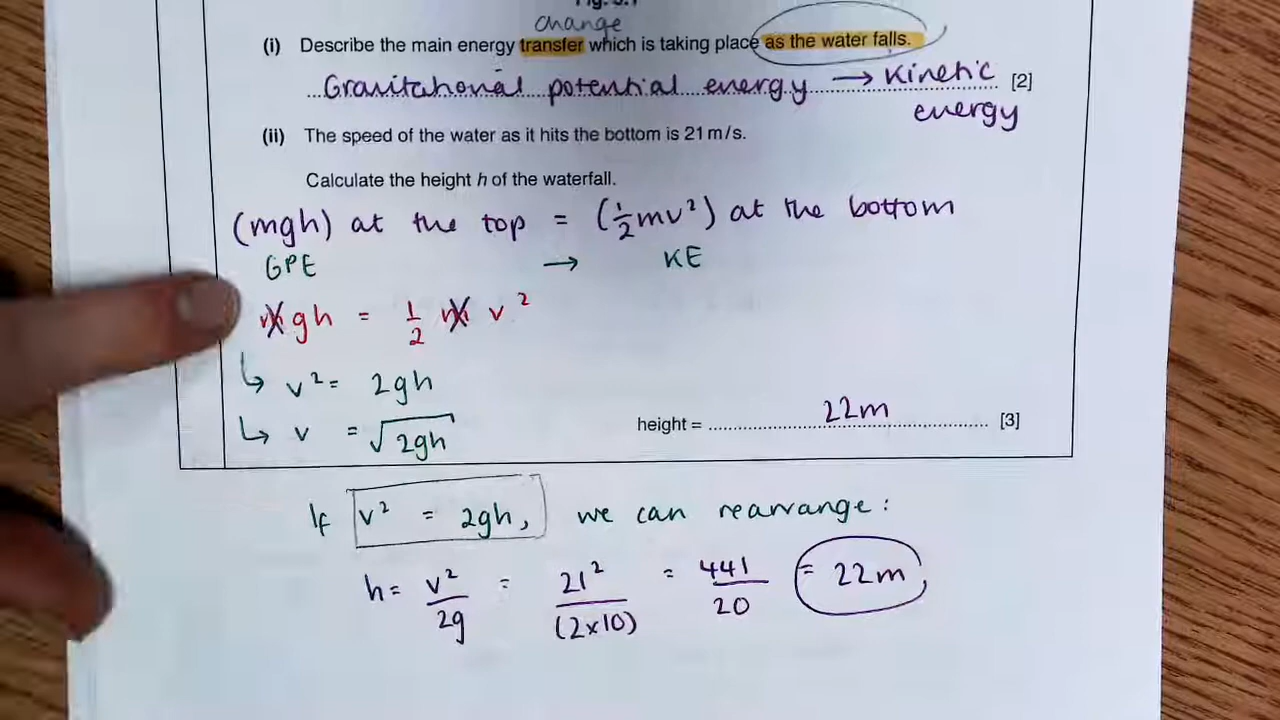 change
(i) Describe the main energy transfer which is taking place as the water falls.
Gravitational potential energy → Kinetic [2]
energy
(ii) The speed of the water as it hits the bottom is 21 m/s.
Calculate the height h of the waterfall.
(mgh) at the top = (½mv²) at the bottom
GPE → KE
mgh = ½ m v²
↳ v² = 2gh
↳ v = √2gh
height = 22m [3]
If v² = 2gh, we can rearrange:
h = v²/2g = 21²/(2x10) = 441/20 = 22m